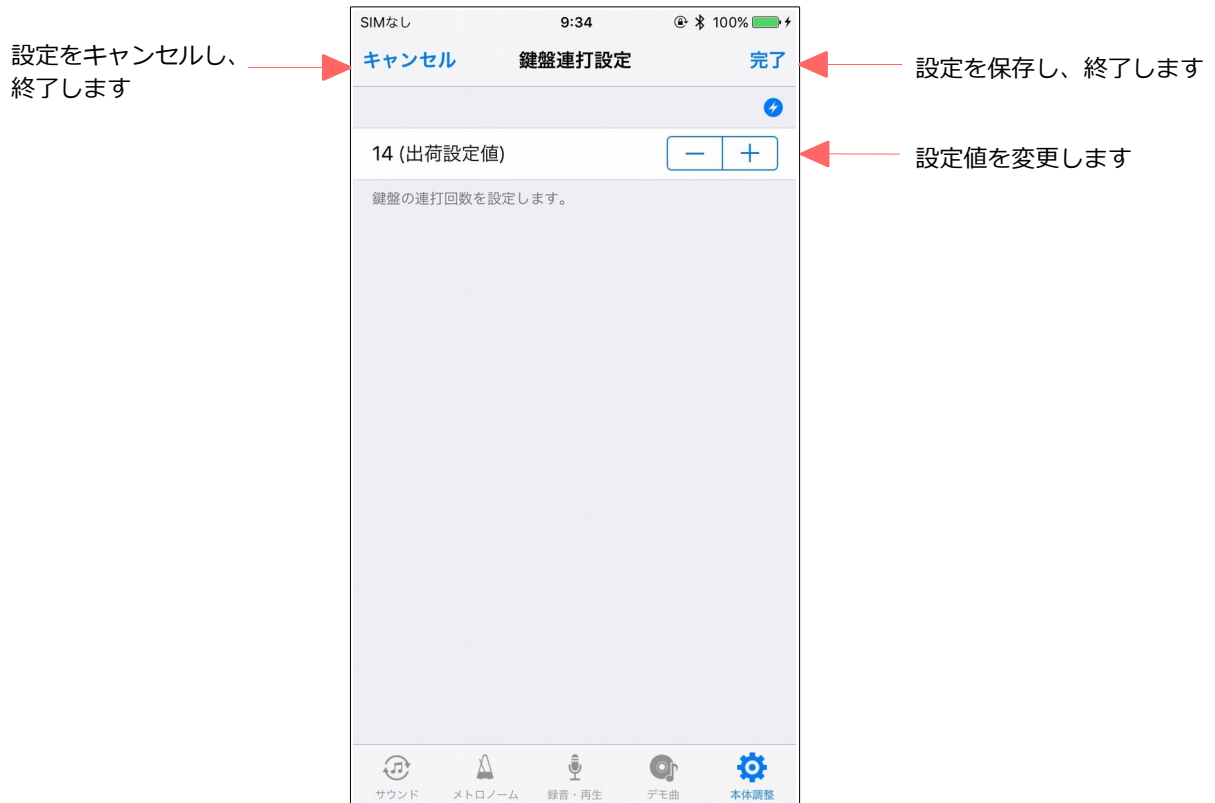 SIMなし 9:34 100%
設定をキャンセルし、
終了します
キャンセル 鍵盤連打設定 完了
設定を保存し、終了します
14 (出荷設定値)
設定値を変更します
鍵盤の連打回数を設定します。
サウンド メトロノーム 録音・再生 デモ曲 本体調整